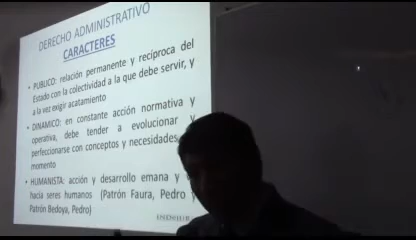 DERECHO ADMINISTRATIVO
CARACTERES
• PUBLICO: relación permanente y recíproca del
Estado con la colectividad a la que debe servir, y
a la vez exigir acatamiento
• DINAMICO: en constante acción normativa y
operativa, debe tender a evolucionar y
perfeccionarse con conceptos y necesidades
momento
• HUMANISTA: acción y desarrollo emana y
hacia seres humanos (Patrón Faura, Pedro y
Patrón Bedoya, Pedro)